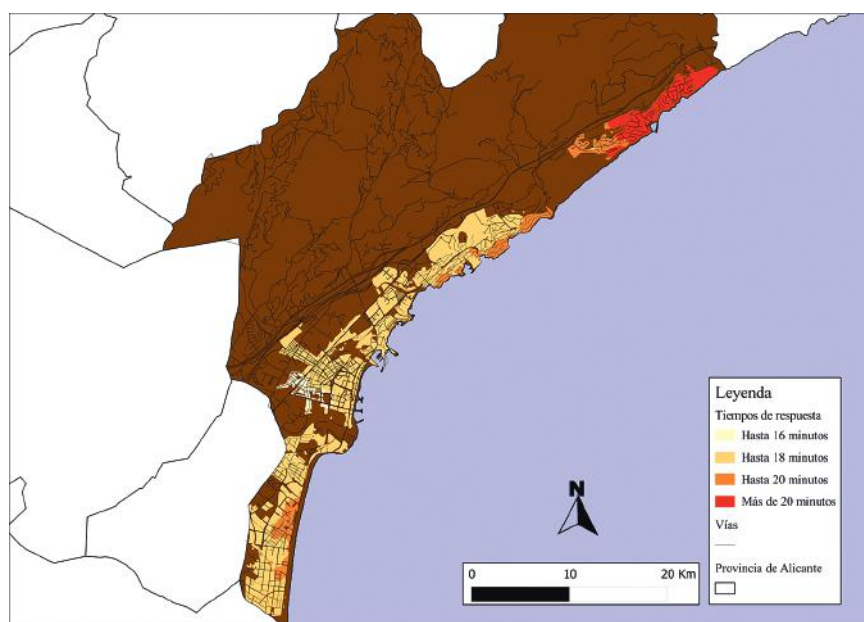 Leyenda
Tiempos de respuesta
Hasta 16 minutos
Hasta 18 minutos
Hasta 20 minutos
Más de 20 minutos
Vías
Provincia de Alicante
N
0 10 20 Km